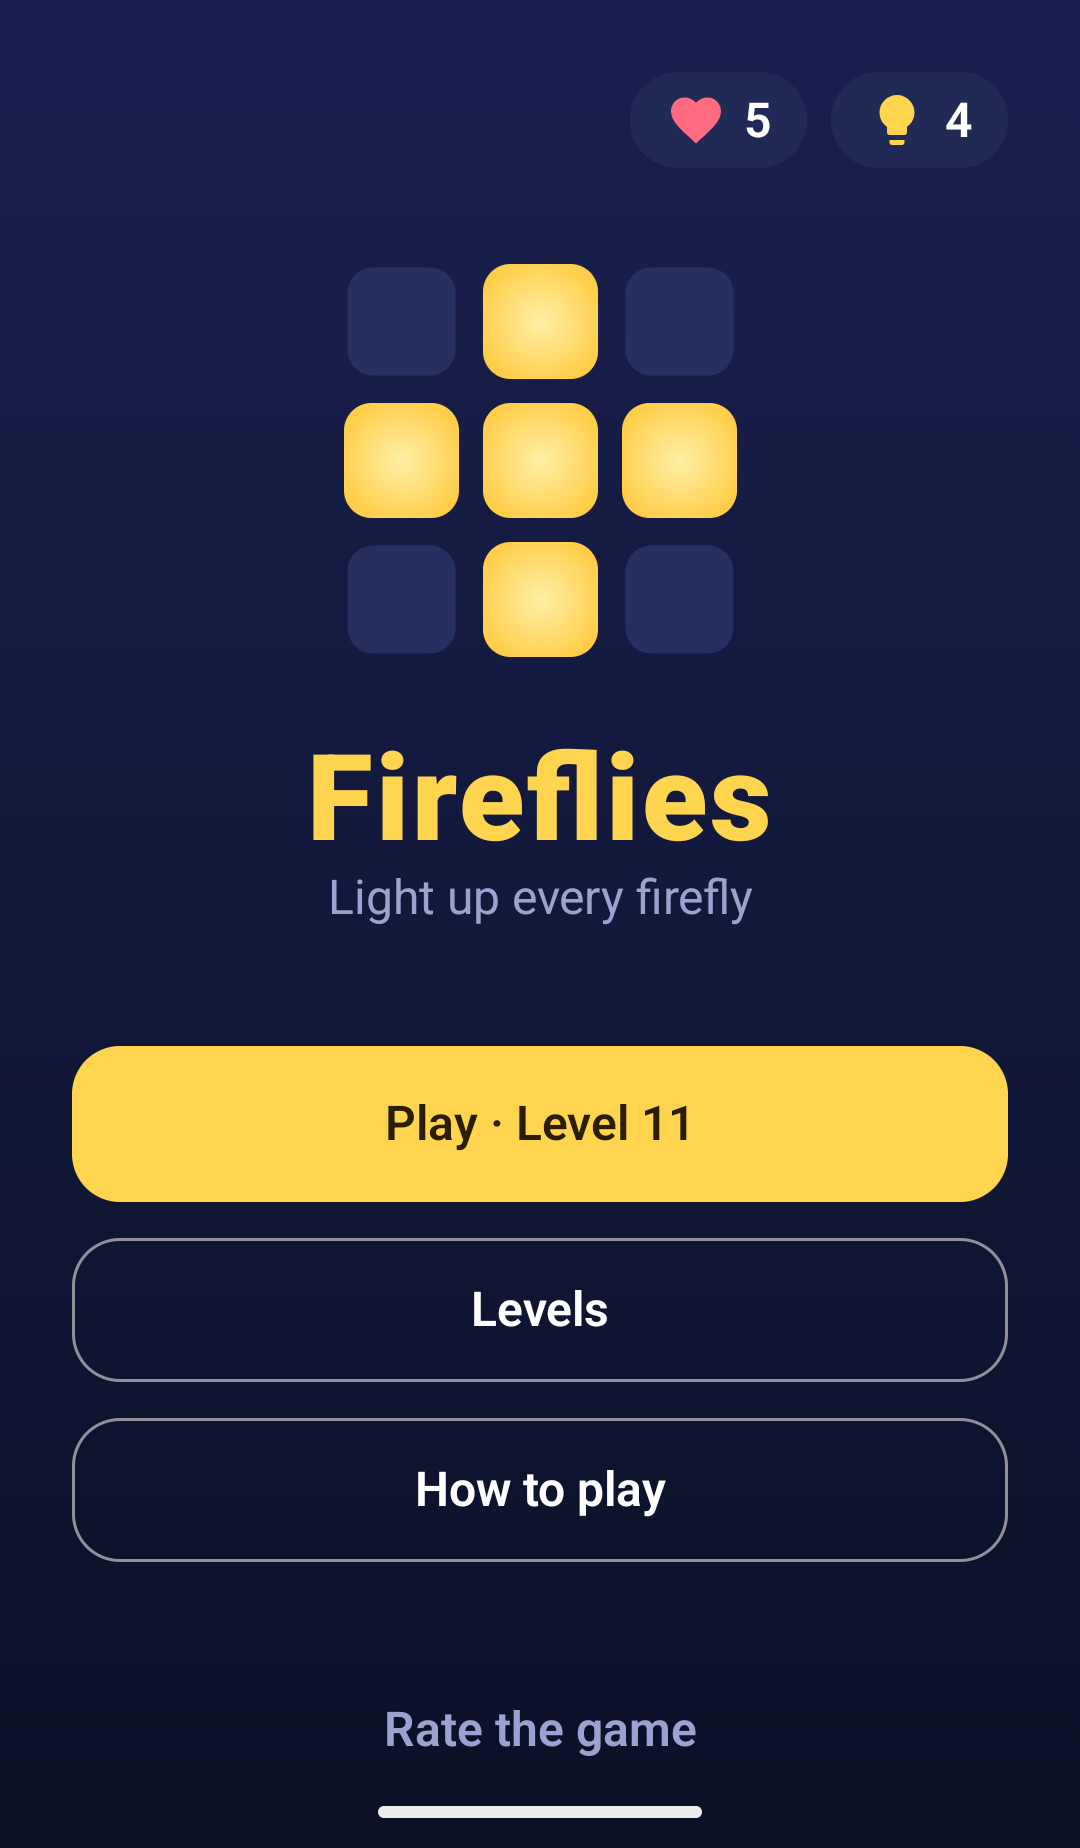 5 4
Fireflies
Light up every firefly
Play · Level 11
Levels
How to play
Rate the game